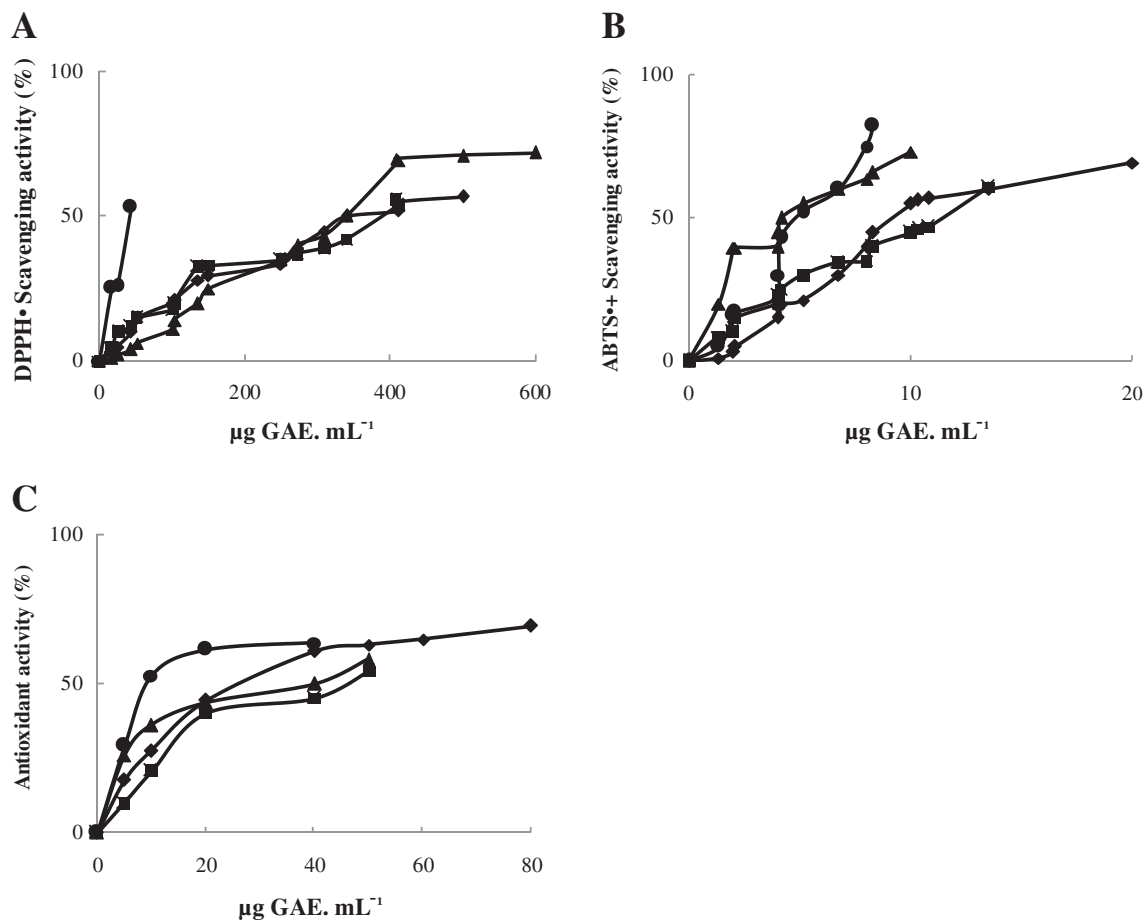 A
DPPH• Scavenging activity (%)
100
50
0
0 200 400 600
µg GAE. mL⁻¹
B
ABTS•+ Scavenging activity (%)
100
50
0
0 10 20
µg GAE. mL⁻¹
C
Antioxidant activity (%)
100
50
0
0 20 40 60 80
µg GAE. mL⁻¹